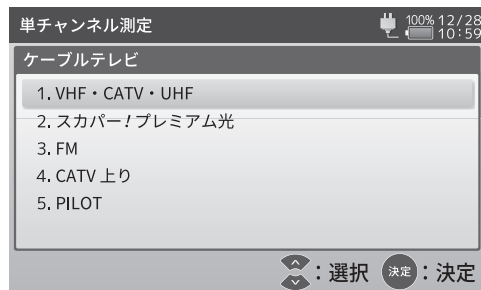 単チャンネル測定
100% 12/28
10:59
ケーブルテレビ
1. VHF・CATV・UHF
2. スカパー!プレミアム光
3. FM
4. CATV 上り
5. PILOT
：選択 決定：決定